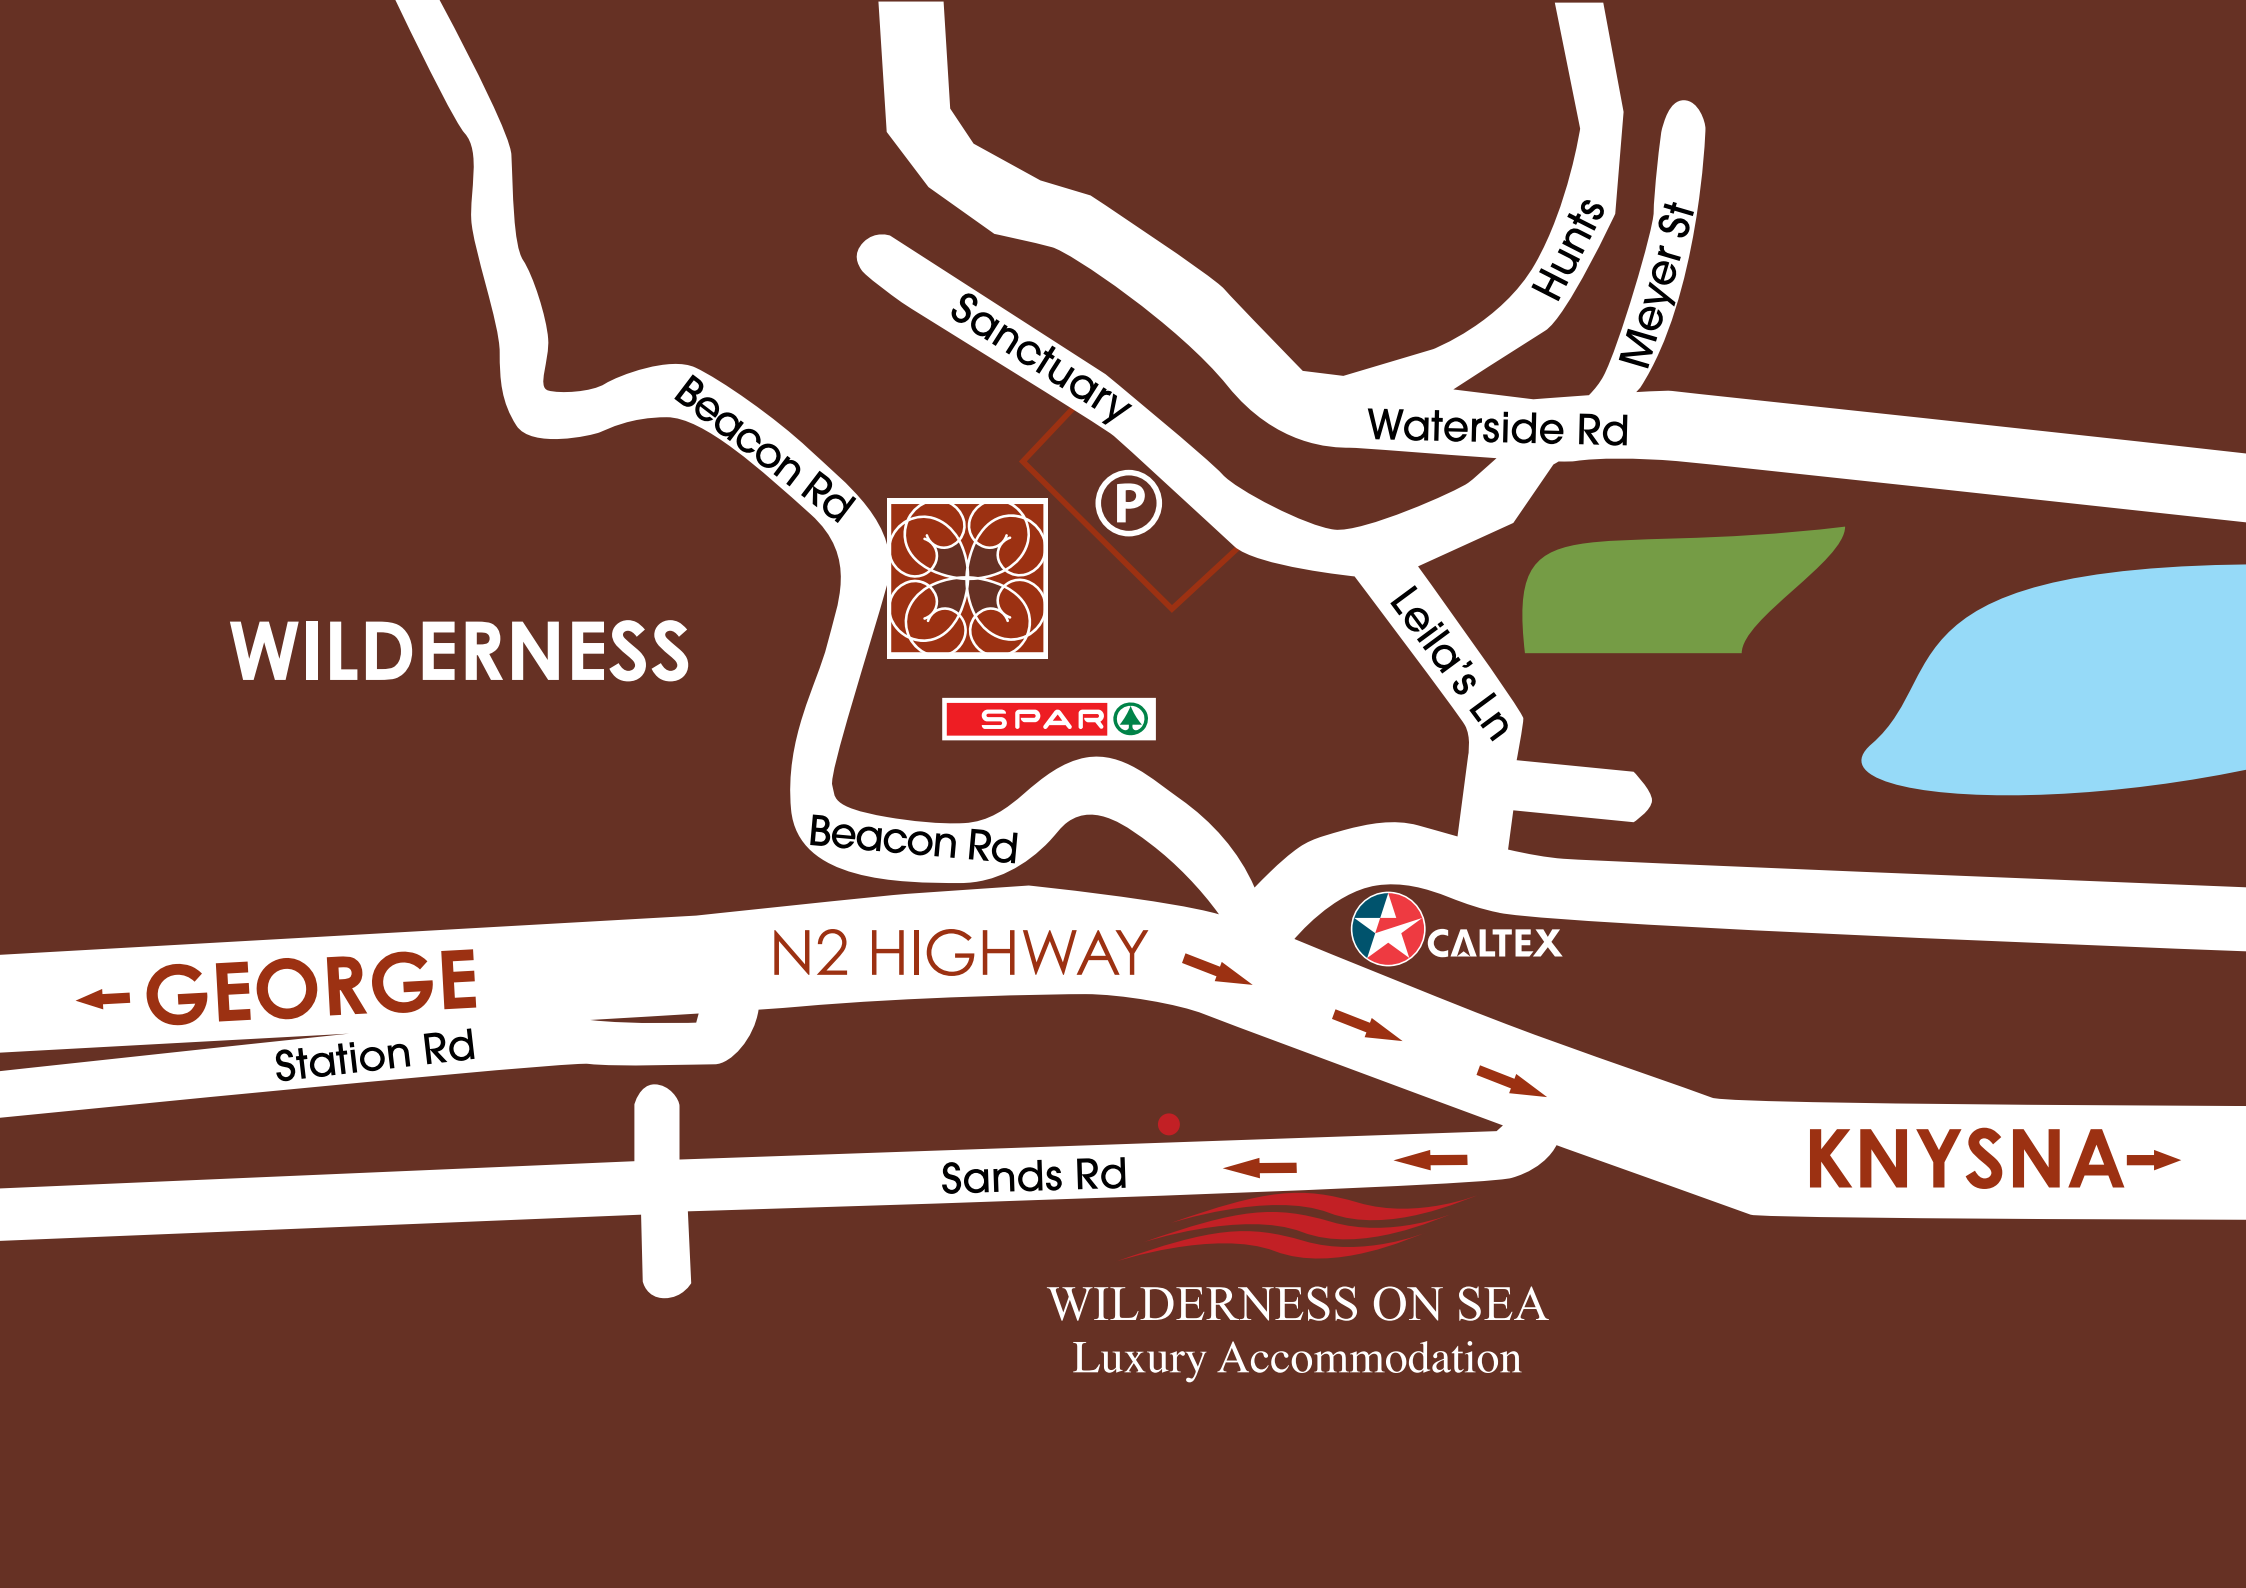 Hunts
Meyer St
Sanctuary
Beacon Rd
Waterside Rd
P
WILDERNESS
Leila's Ln
SPAR
Beacon Rd
N2 HIGHWAY
CALTEX
GEORGE
Station Rd
Sands Rd
KNYSNA
WILDERNESS ON SEA
Luxury Accommodation